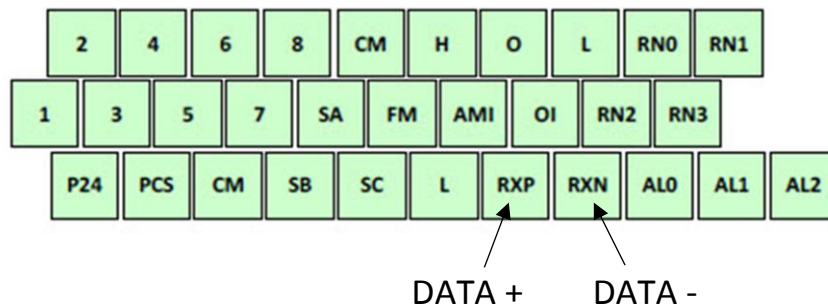 2 4 6 8 CM H O L RN0 RN1
1 3 5 7 SA FM AMI OI RN2 RN3
P24 PCS CM SB SC L RXP RXN AL0 AL1 AL2
DATA + DATA -